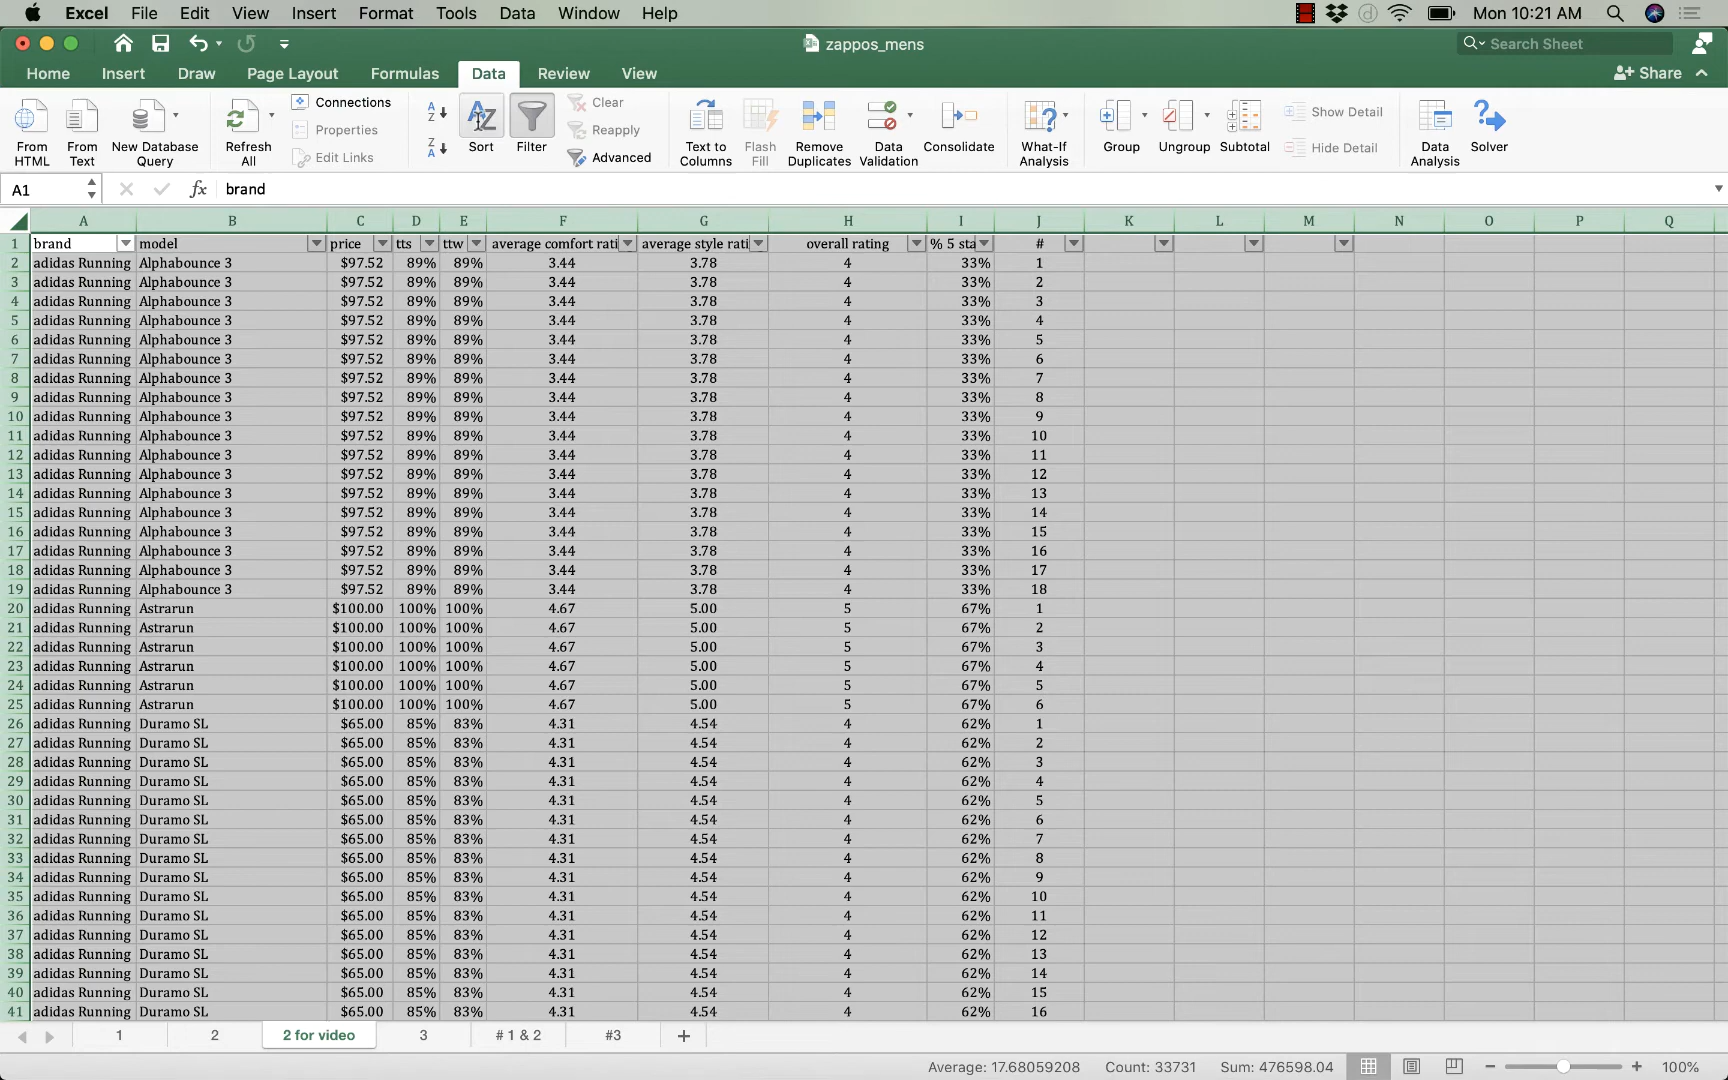 Excel File Edit View Insert Format Tools Data Window Help Mon 10:21 AM
zappos_mens Search Sheet
Home Insert Draw Page Layout Formulas Data Review View Share
From HTML From Text New Database Query Refresh All Connections Properties Edit Links Sort Filter Clear Reapply Advanced Text to Columns Flash Fill Remove Duplicates Data Validation Consolidate What-If Analysis Group Ungroup Subtotal Show Detail Hide Detail Data Analysis Solver
A1 fx brand
A B C D E F G H I J K L M N O P Q
1 brand model price tts ttw average comfort rati average style rati overall rating % 5 sta #
2 adidas Running Alphabounce 3 $97.52 89% 89% 3.44 3.78 4 33% 1
3 adidas Running Alphabounce 3 $97.52 89% 89% 3.44 3.78 4 33% 2
4 adidas Running Alphabounce 3 $97.52 89% 89% 3.44 3.78 4 33% 3
5 adidas Running Alphabounce 3 $97.52 89% 89% 3.44 3.78 4 33% 4
6 adidas Running Alphabounce 3 $97.52 89% 89% 3.44 3.78 4 33% 5
7 adidas Running Alphabounce 3 $97.52 89% 89% 3.44 3.78 4 33% 6
8 adidas Running Alphabounce 3 $97.52 89% 89% 3.44 3.78 4 33% 7
9 adidas Running Alphabounce 3 $97.52 89% 89% 3.44 3.78 4 33% 8
10 adidas Running Alphabounce 3 $97.52 89% 89% 3.44 3.78 4 33% 9
11 adidas Running Alphabounce 3 $97.52 89% 89% 3.44 3.78 4 33% 10
12 adidas Running Alphabounce 3 $97.52 89% 89% 3.44 3.78 4 33% 11
13 adidas Running Alphabounce 3 $97.52 89% 89% 3.44 3.78 4 33% 12
14 adidas Running Alphabounce 3 $97.52 89% 89% 3.44 3.78 4 33% 13
15 adidas Running Alphabounce 3 $97.52 89% 89% 3.44 3.78 4 33% 14
16 adidas Running Alphabounce 3 $97.52 89% 89% 3.44 3.78 4 33% 15
17 adidas Running Alphabounce 3 $97.52 89% 89% 3.44 3.78 4 33% 16
18 adidas Running Alphabounce 3 $97.52 89% 89% 3.44 3.78 4 33% 17
19 adidas Running Alphabounce 3 $97.52 89% 89% 3.44 3.78 4 33% 18
20 adidas Running Astrarun $100.00 100% 100% 4.67 5.00 5 67% 1
21 adidas Running Astrarun $100.00 100% 100% 4.67 5.00 5 67% 2
22 adidas Running Astrarun $100.00 100% 100% 4.67 5.00 5 67% 3
23 adidas Running Astrarun $100.00 100% 100% 4.67 5.00 5 67% 4
24 adidas Running Astrarun $100.00 100% 100% 4.67 5.00 5 67% 5
25 adidas Running Astrarun $100.00 100% 100% 4.67 5.00 5 67% 6
26 adidas Running Duramo SL $65.00 85% 83% 4.31 4.54 4 62% 1
27 adidas Running Duramo SL $65.00 85% 83% 4.31 4.54 4 62% 2
28 adidas Running Duramo SL $65.00 85% 83% 4.31 4.54 4 62% 3
29 adidas Running Duramo SL $65.00 85% 83% 4.31 4.54 4 62% 4
30 adidas Running Duramo SL $65.00 85% 83% 4.31 4.54 4 62% 5
31 adidas Running Duramo SL $65.00 85% 83% 4.31 4.54 4 62% 6
32 adidas Running Duramo SL $65.00 85% 83% 4.31 4.54 4 62% 7
33 adidas Running Duramo SL $65.00 85% 83% 4.31 4.54 4 62% 8
34 adidas Running Duramo SL $65.00 85% 83% 4.31 4.54 4 62% 9
35 adidas Running Duramo SL $65.00 85% 83% 4.31 4.54 4 62% 10
36 adidas Running Duramo SL $65.00 85% 83% 4.31 4.54 4 62% 11
37 adidas Running Duramo SL $65.00 85% 83% 4.31 4.54 4 62% 12
38 adidas Running Duramo SL $65.00 85% 83% 4.31 4.54 4 62% 13
39 adidas Running Duramo SL $65.00 85% 83% 4.31 4.54 4 62% 14
40 adidas Running Duramo SL $65.00 85% 83% 4.31 4.54 4 62% 15
41 adidas Running Duramo SL $65.00 85% 83% 4.31 4.54 4 62% 16
1 2 2 for video 3 # 1 & 2 #3 +
Average: 17.68059208 Count: 33731 Sum: 476598.04 100%